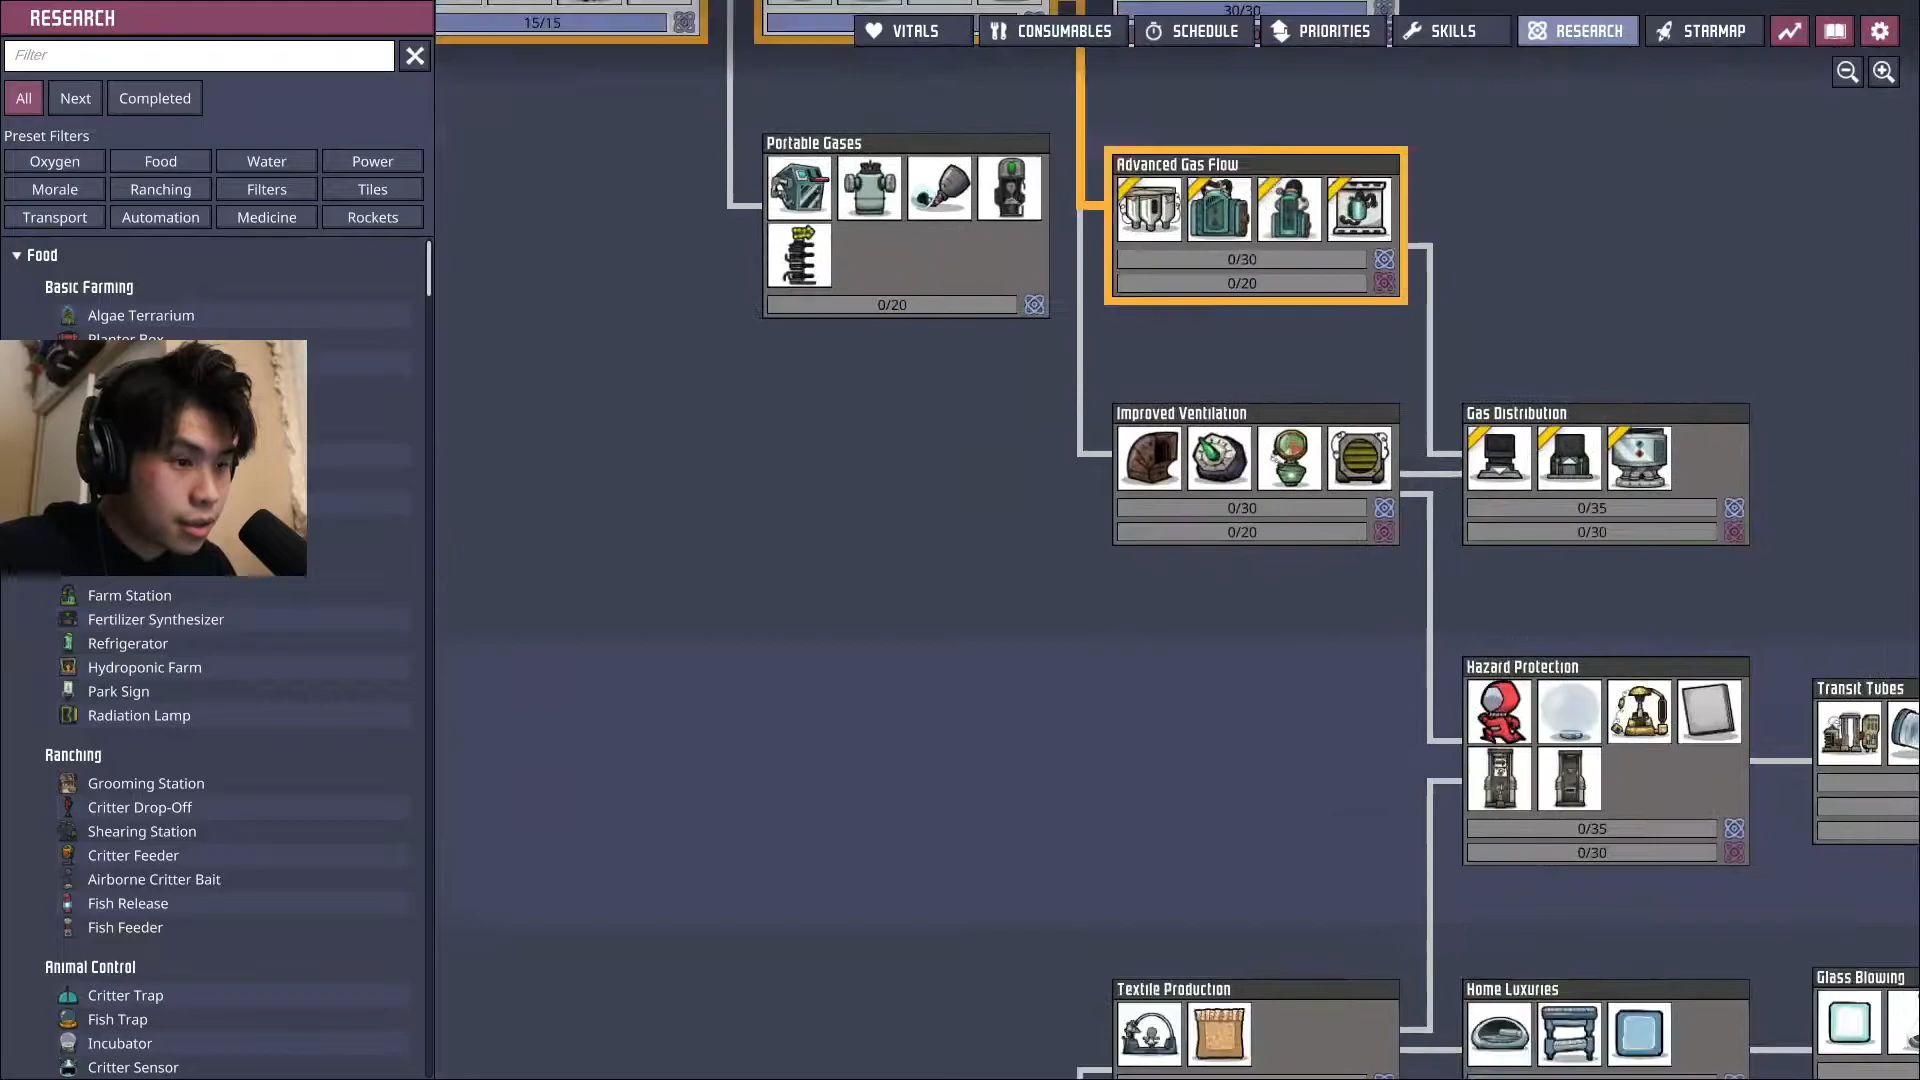 RESEARCH
Filter
All Next Completed
Preset Filters
Oxygen Food Water Power
Morale Ranching Filters Tiles
Transport Automation Medicine Rockets
Food
Basic Farming
Algae Terrarium
Planter Box
Farm Station
Fertilizer Synthesizer
Refrigerator
Hydroponic Farm
Park Sign
Radiation Lamp
Ranching
Grooming Station
Critter Drop-Off
Shearing Station
Critter Feeder
Airborne Critter Bait
Fish Release
Fish Feeder
Animal Control
Critter Trap
Fish Trap
Incubator
Critter Sensor
15/15
30/30
VITALS CONSUMABLES SCHEDULE PRIORITIES SKILLS RESEARCH STARMAP
Portable Gases
0/20
Advanced Gas Flow
0/30
0/20
Improved Ventilation
0/30
0/20
Gas Distribution
0/35
0/30
Hazard Protection
0/35
0/30
Transit Tubes
Textile Production
Home Luxuries
Glass Blowing